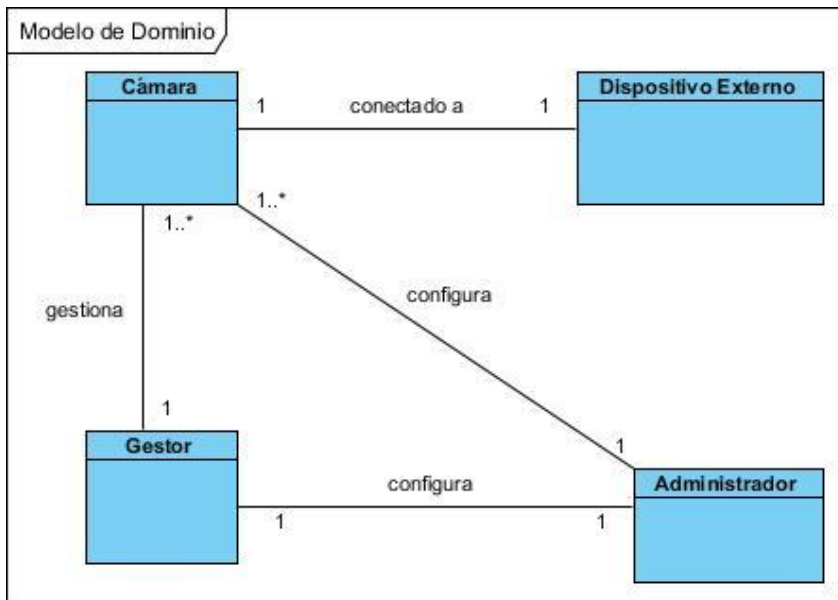 Modelo de Dominio
Cámara
Dispositivo Externo
1
conectado a
1
1..*
1..*
configura
gestiona
1
1
Gestor
Administrador
configura
1
1